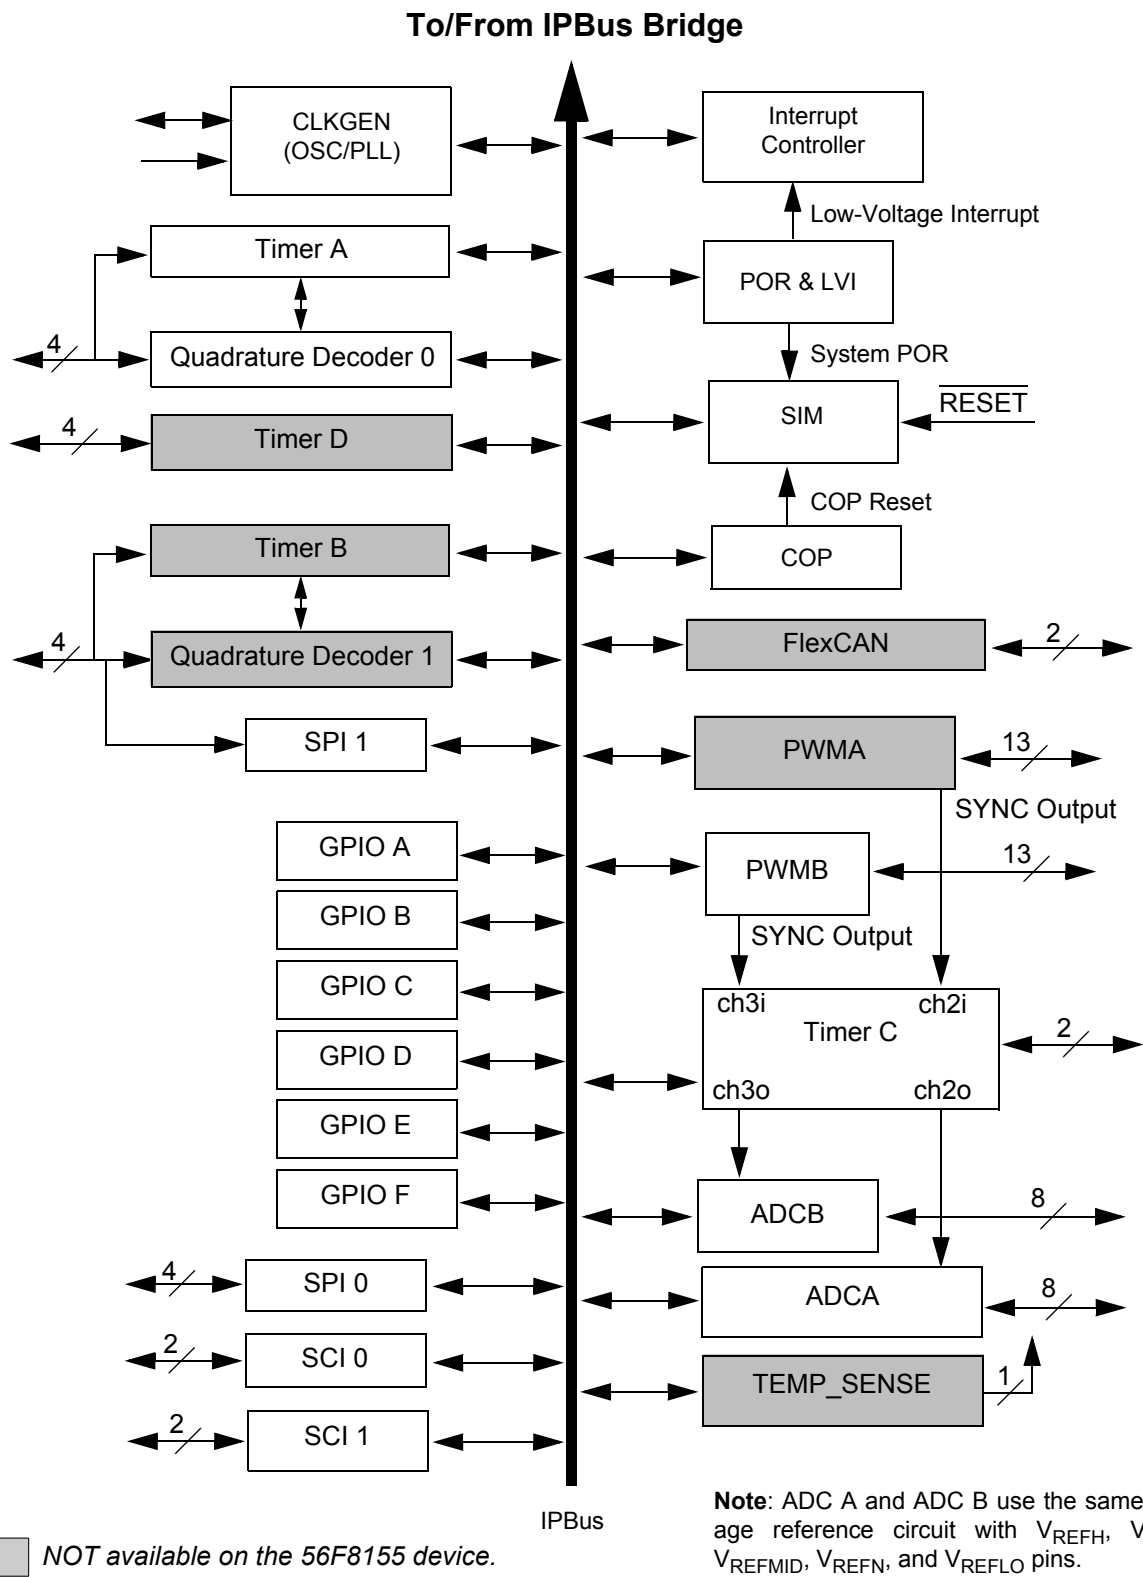 To/From IPBus Bridge
CLKGEN
(OSC/PLL)
Interrupt
Controller
Low-Voltage Interrupt
Timer A
POR & LVI
4
Quadrature Decoder 0
System POR
SIM
RESET
4
Timer D
COP Reset
Timer B
COP
4
Quadrature Decoder 1
FlexCAN
2
SPI 1
PWMA
13
SYNC Output
GPIO A
PWMB
13
GPIO B
SYNC Output
GPIO C
ch3i
ch2i
Timer C
2
GPIO D
ch3o
ch2o
GPIO E
GPIO F
ADCB
8
4
SPI 0
ADCA
8
2
SCI 0
TEMP_SENSE
1
2
SCI 1
IPBus
NOT available on the 56F8155 device.
Note: ADC A and ADC B use the same
age reference circuit with VREFH, V
VREFMID, VREFN, and VREFLO pins.